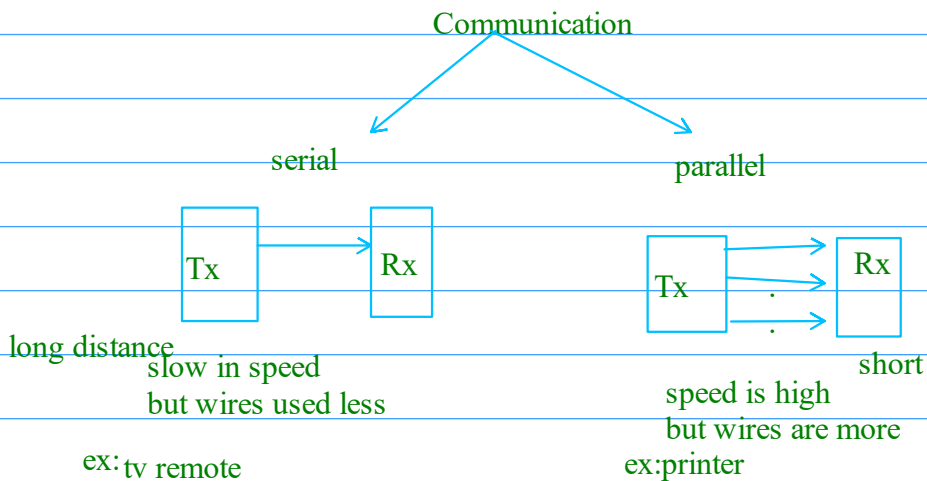 Communication
serial
parallel
Tx
Rx
Tx
.
.
Rx
long distance
slow in speed
but wires used less
short
speed is high
but wires are more
ex: tv remote
ex:printer